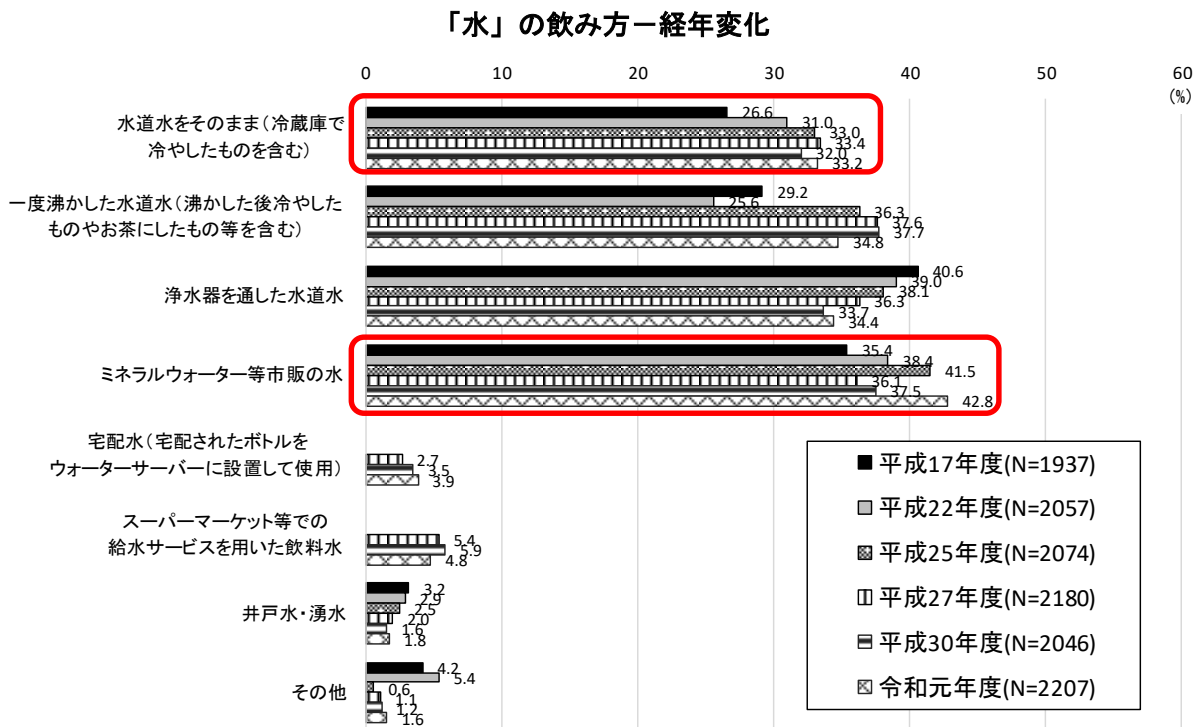 「水」の飲み方－経年変化
0 10 20 30 40 50 60
(%)
水道水をそのまま（冷蔵庫で
冷やしたものを含む）
26.6
31.0
33.0
33.4
32.0
33.2
一度沸かした水道水（沸かした後冷やした
ものやお茶にしたもの等を含む）
29.2
25.6
36.3
37.6
37.7
34.8
浄水器を通した水道水
40.6
39.0
38.1
36.3
33.7
34.4
ミネラルウォーター等市販の水
35.4
38.4
41.5
36.1
37.5
42.8
宅配水（宅配されたボトルを
ウォーターサーバーに設置して使用）
2.7
3.5
3.9
スーパーマーケット等での
給水サービスを用いた飲料水
5.4
5.9
4.8
井戸水・湧水
3.2
2.9
2.5
2.0
1.6
1.8
その他
4.2
5.4
0.6
1.1
1.2
1.6
平成17年度(N=1937)
平成22年度(N=2057)
平成25年度(N=2074)
平成27年度(N=2180)
平成30年度(N=2046)
令和元年度(N=2207)